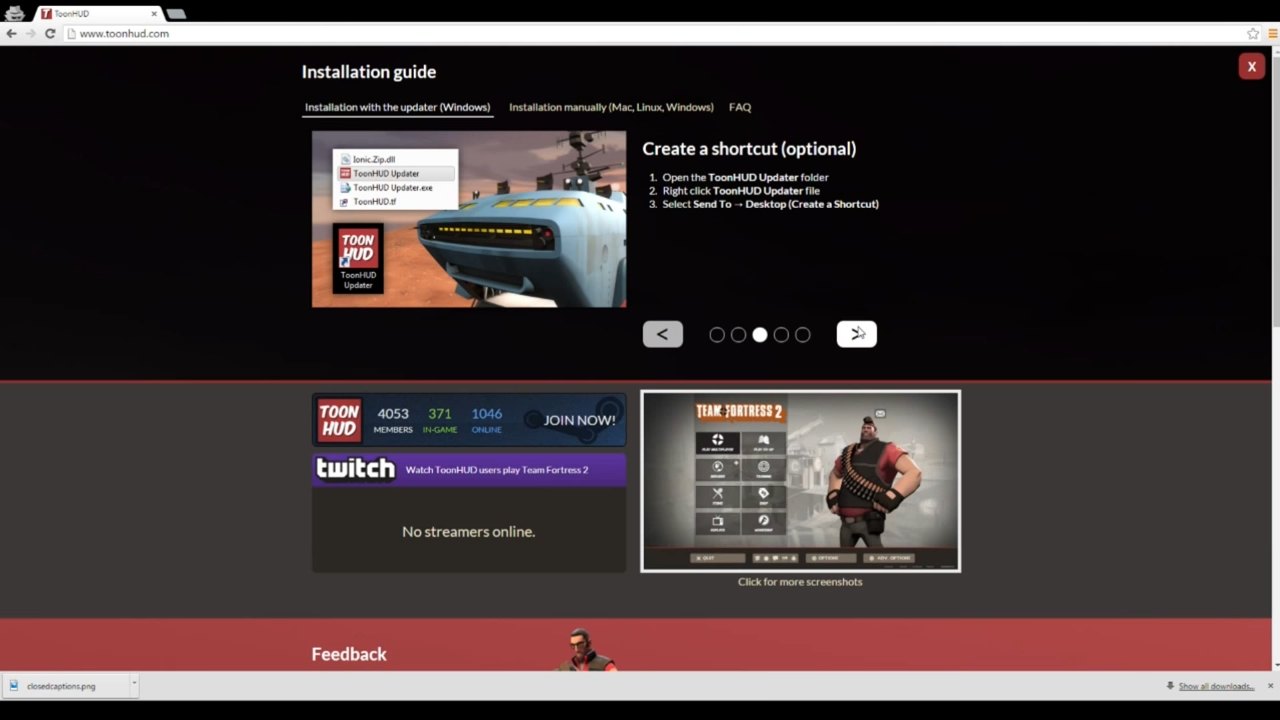 ToonHUD
www.toonhud.com
Installation guide
X
Installation with the updater (Windows)
Installation manually (Mac, Linux, Windows)
FAQ
Ionic.Zip.dll
ToonHUD Updater
ToonHUD Updater.exe
ToonHUD.tf
TOON
HUD
ToonHUD
Updater
Create a shortcut (optional)
1. Open the ToonHUD Updater folder
2. Right click ToonHUD Updater file
3. Select Send To → Desktop (Create a Shortcut)
<
>
TOON
HUD
4053
MEMBERS
371
IN-GAME
1046
ONLINE
JOIN NOW!
twitch
Watch ToonHUD users play Team Fortress 2
No streamers online.
TEAM FORTRESS 2
QUIT
OPTIONS
ADV. OPTIONS
Click for more screenshots
Feedback
closedcaptions.png
Show all downloads...